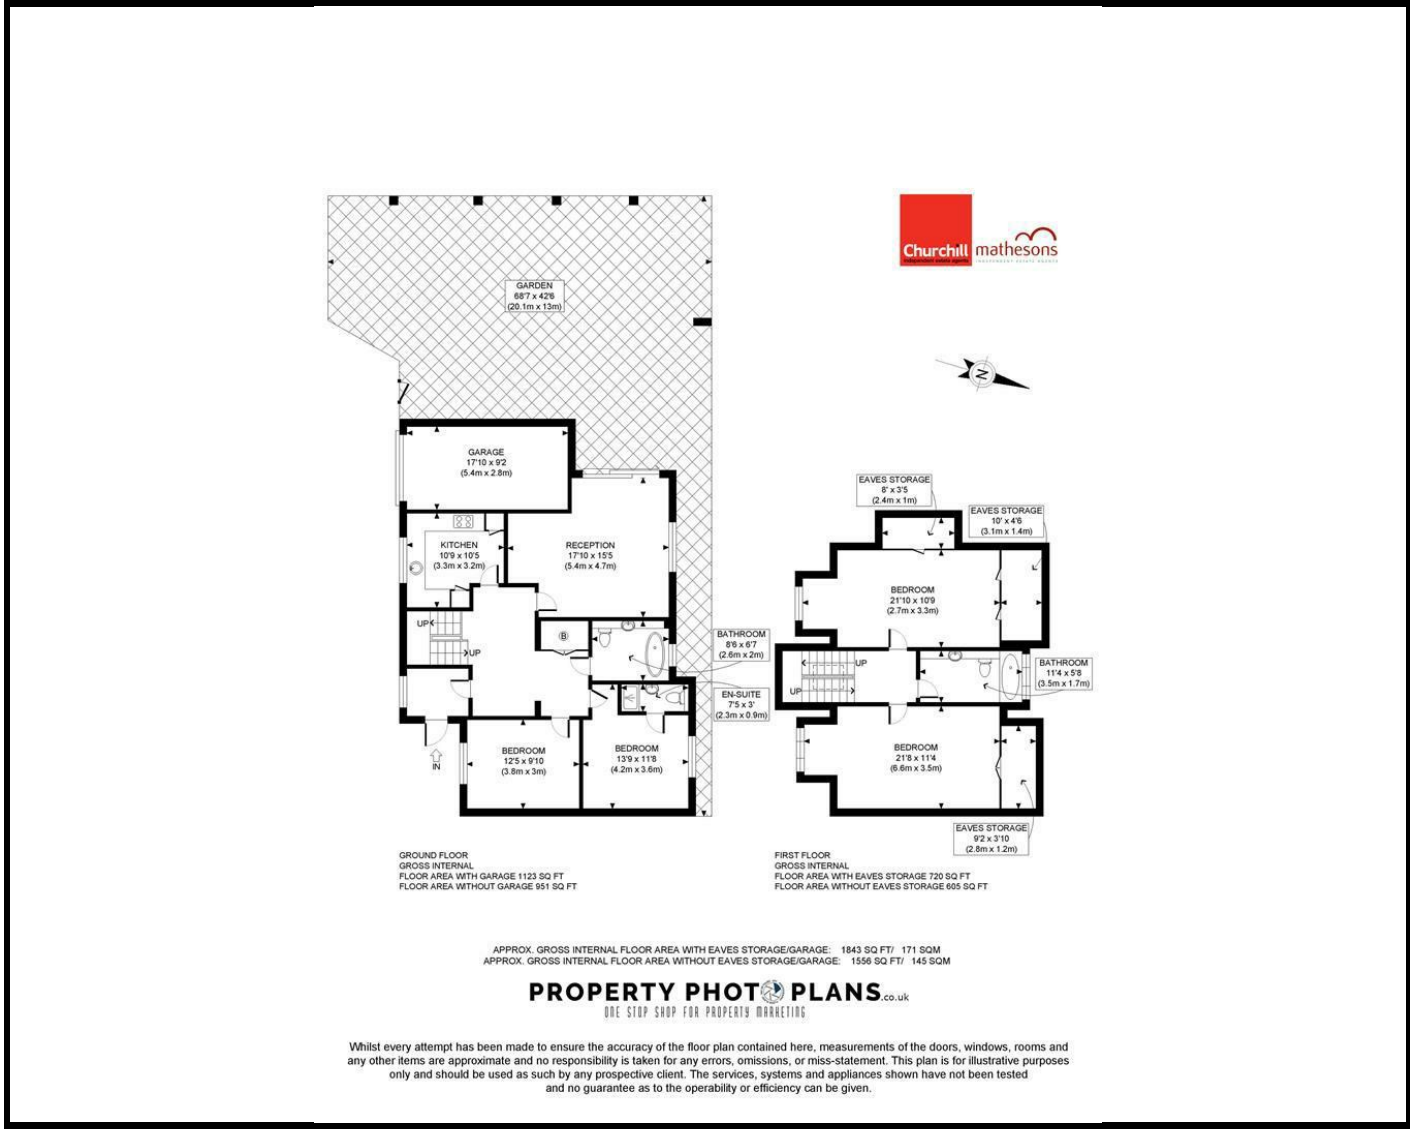 Churchill
independent estate agents
mathesons
INDEPENDENT ESTATE AGENTS
GARDEN
68'7 x 42'6
(20.1m x 13m)
N
GARAGE
17'10 x 9'2
(5.4m x 2.8m)
KITCHEN
10'9 x 10'5
(3.3m x 3.2m)
RECEPTION
17'10 x 15'5
(5.4m x 4.7m)
UP
UP
B
BATHROOM
8'6 x 6'7
(2.6m x 2m)
EN-SUITE
7'5 x 3'
(2.3m x 0.9m)
IN
BEDROOM
12'5 x 9'10
(3.8m x 3m)
BEDROOM
13'9 x 11'8
(4.2m x 3.6m)
EAVES STORAGE
8' x 3'5
(2.4m x 1m)
EAVES STORAGE
10' x 4'6
(3.1m x 1.4m)
BEDROOM
21'10 x 10'9
(2.7m x 3.3m)
UP
UP
BATHROOM
11'4 x 5'8
(3.5m x 1.7m)
BEDROOM
21'8 x 11'4
(6.6m x 3.5m)
EAVES STORAGE
9'2 x 3'10
(2.8m x 1.2m)
GROUND FLOOR
GROSS INTERNAL
FLOOR AREA WITH GARAGE 1123 SQ FT
FLOOR AREA WITHOUT GARAGE 951 SQ FT
FIRST FLOOR
GROSS INTERNAL
FLOOR AREA WITH EAVES STORAGE 720 SQ FT
FLOOR AREA WITHOUT EAVES STORAGE 605 SQ FT
APPROX. GROSS INTERNAL FLOOR AREA WITH EAVES STORAGE/GARAGE: 1843 SQ FT/ 171 SQM
APPROX. GROSS INTERNAL FLOOR AREA WITHOUT EAVES STORAGE/GARAGE: 1556 SQ FT/ 145 SQM
PROPERTY PHOTO PLANS.co.uk
ONE STOP SHOP FOR PROPERTY MARKETING
Whilst every attempt has been made to ensure the accuracy of the floor plan contained here, measurements of the doors, windows, rooms and
any other items are approximate and no responsibility is taken for any errors, omissions, or miss-statement. This plan is for illustrative purposes
only and should be used as such by any prospective client. The services, systems and appliances shown have not been tested
and no guarantee as to the operability or efficiency can be given.